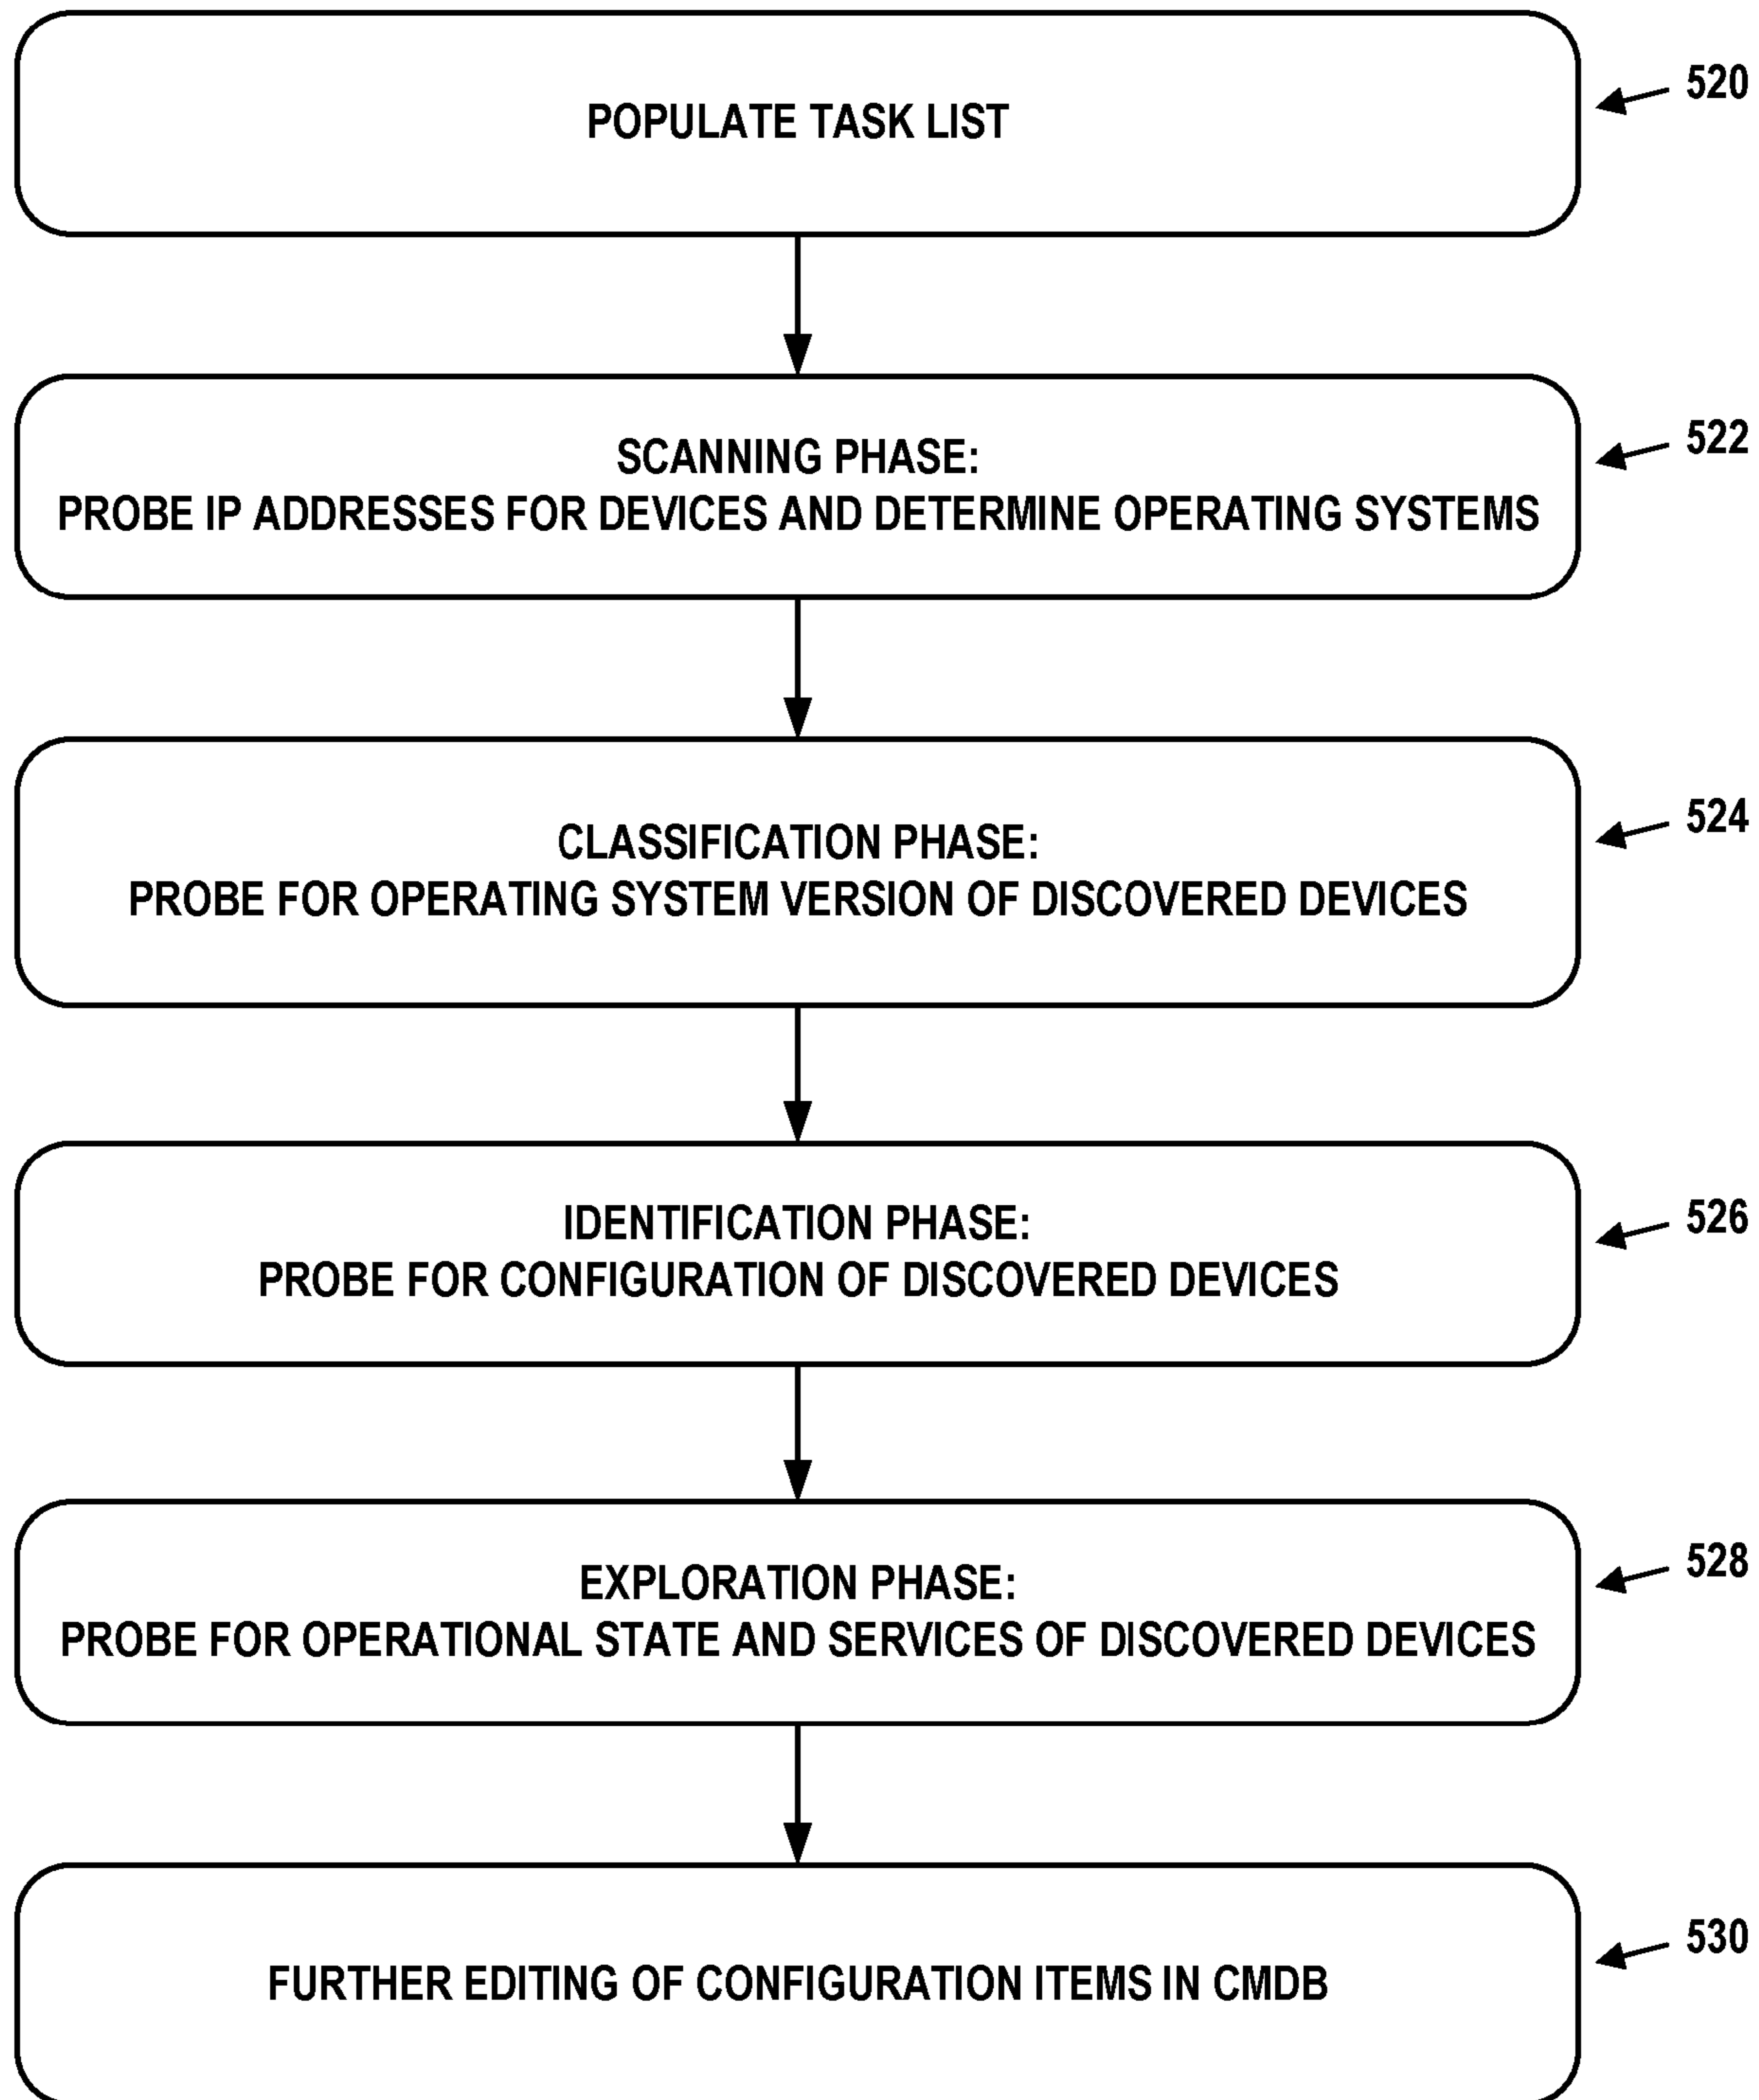 POPULATE TASK LIST
520
SCANNING PHASE:
PROBE IP ADDRESSES FOR DEVICES AND DETERMINE OPERATING SYSTEMS
522
CLASSIFICATION PHASE:
PROBE FOR OPERATING SYSTEM VERSION OF DISCOVERED DEVICES
524
IDENTIFICATION PHASE:
PROBE FOR CONFIGURATION OF DISCOVERED DEVICES
526
EXPLORATION PHASE:
PROBE FOR OPERATIONAL STATE AND SERVICES OF DISCOVERED DEVICES
528
FURTHER EDITING OF CONFIGURATION ITEMS IN CMDB
530